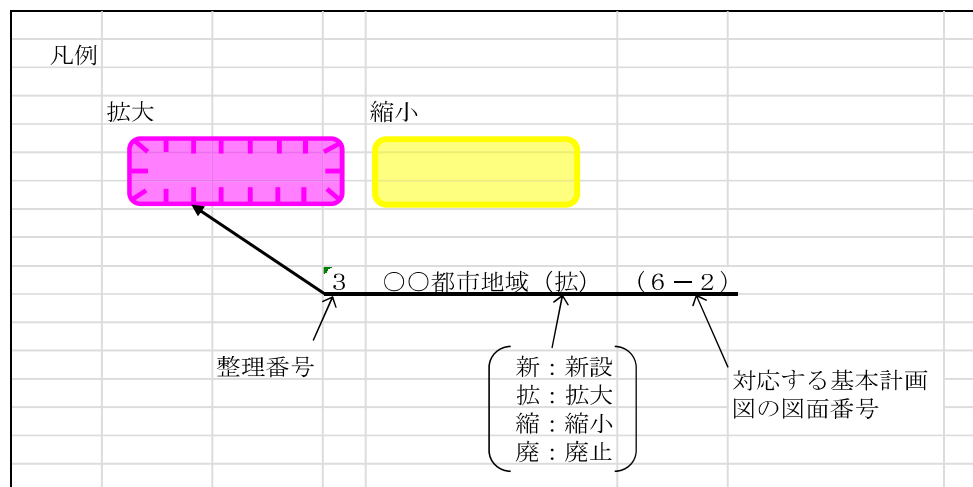 凡例
拡大
縮小
3 ○○都市地域（拡） （６－２）
整理番号
新：新設
拡：拡大
縮：縮小
廃：廃止
対応する基本計画
図の図面番号